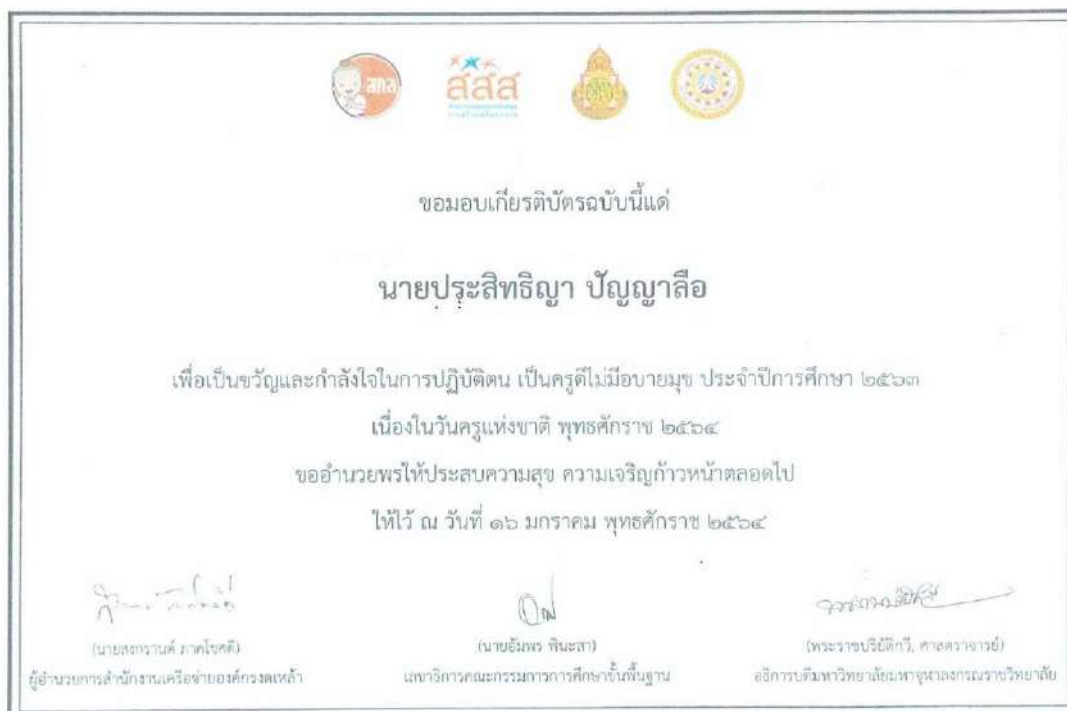 สคล
สสส
ขอมอบเกียรติบัตรฉบับนี้แด่
นายประสิทธิญา ปัญญาลือ
เพื่อเป็นขวัญและกำลังใจในการปฏิบัติตน เป็นครูดีไม่มีอบายมุข ประจำปีการศึกษา ๒๕๖๓
เนื่องในวันครูแห่งชาติ พุทธศักราช ๒๕๖๔
ขออำนวยพรให้ประสบความสุข ความเจริญก้าวหน้าตลอดไป
ให้ไว้ ณ วันที่ ๑๖ มกราคม พุทธศักราช ๒๕๖๔
(นายสงกรานต์ ภาคโชคดี)
ผู้อำนวยการสำนักงานเครือข่ายองค์กรงดเหล้า
(นายอัมพร พินะสา)
เลขาธิการคณะกรรมการการศึกษาขั้นพื้นฐาน
(พระราชปริยัติกวี, ศาสตราจารย์)
อธิการบดีมหาวิทยาลัยมหาจุฬาลงกรณราชวิทยาลัย